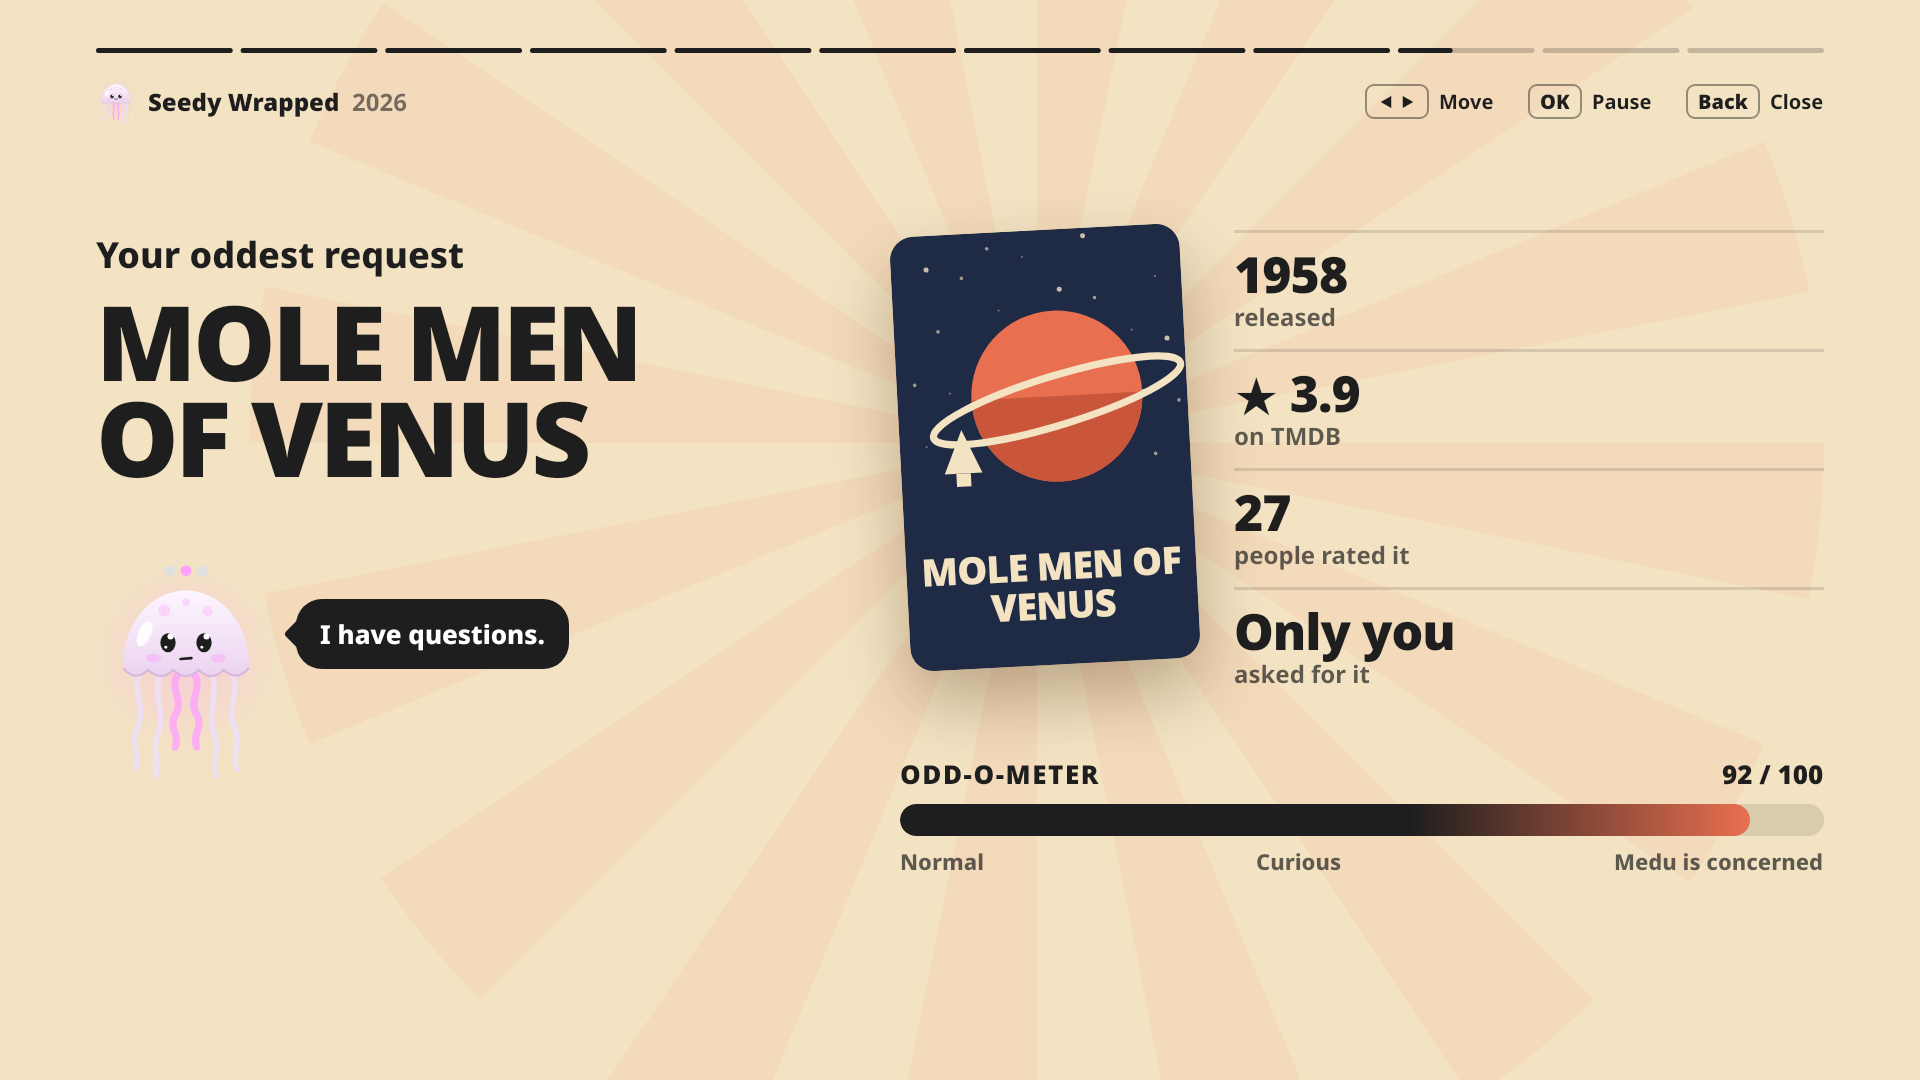 Seedy Wrapped 2026
◀ ▶ Move OK Pause Back Close
Your oddest request
MOLE MEN
OF VENUS
I have questions.
MOLE MEN OF
VENUS
1958
released
★ 3.9
on TMDB
27
people rated it
Only you
asked for it
ODD-O-METER 92 / 100
Normal Curious Medu is concerned